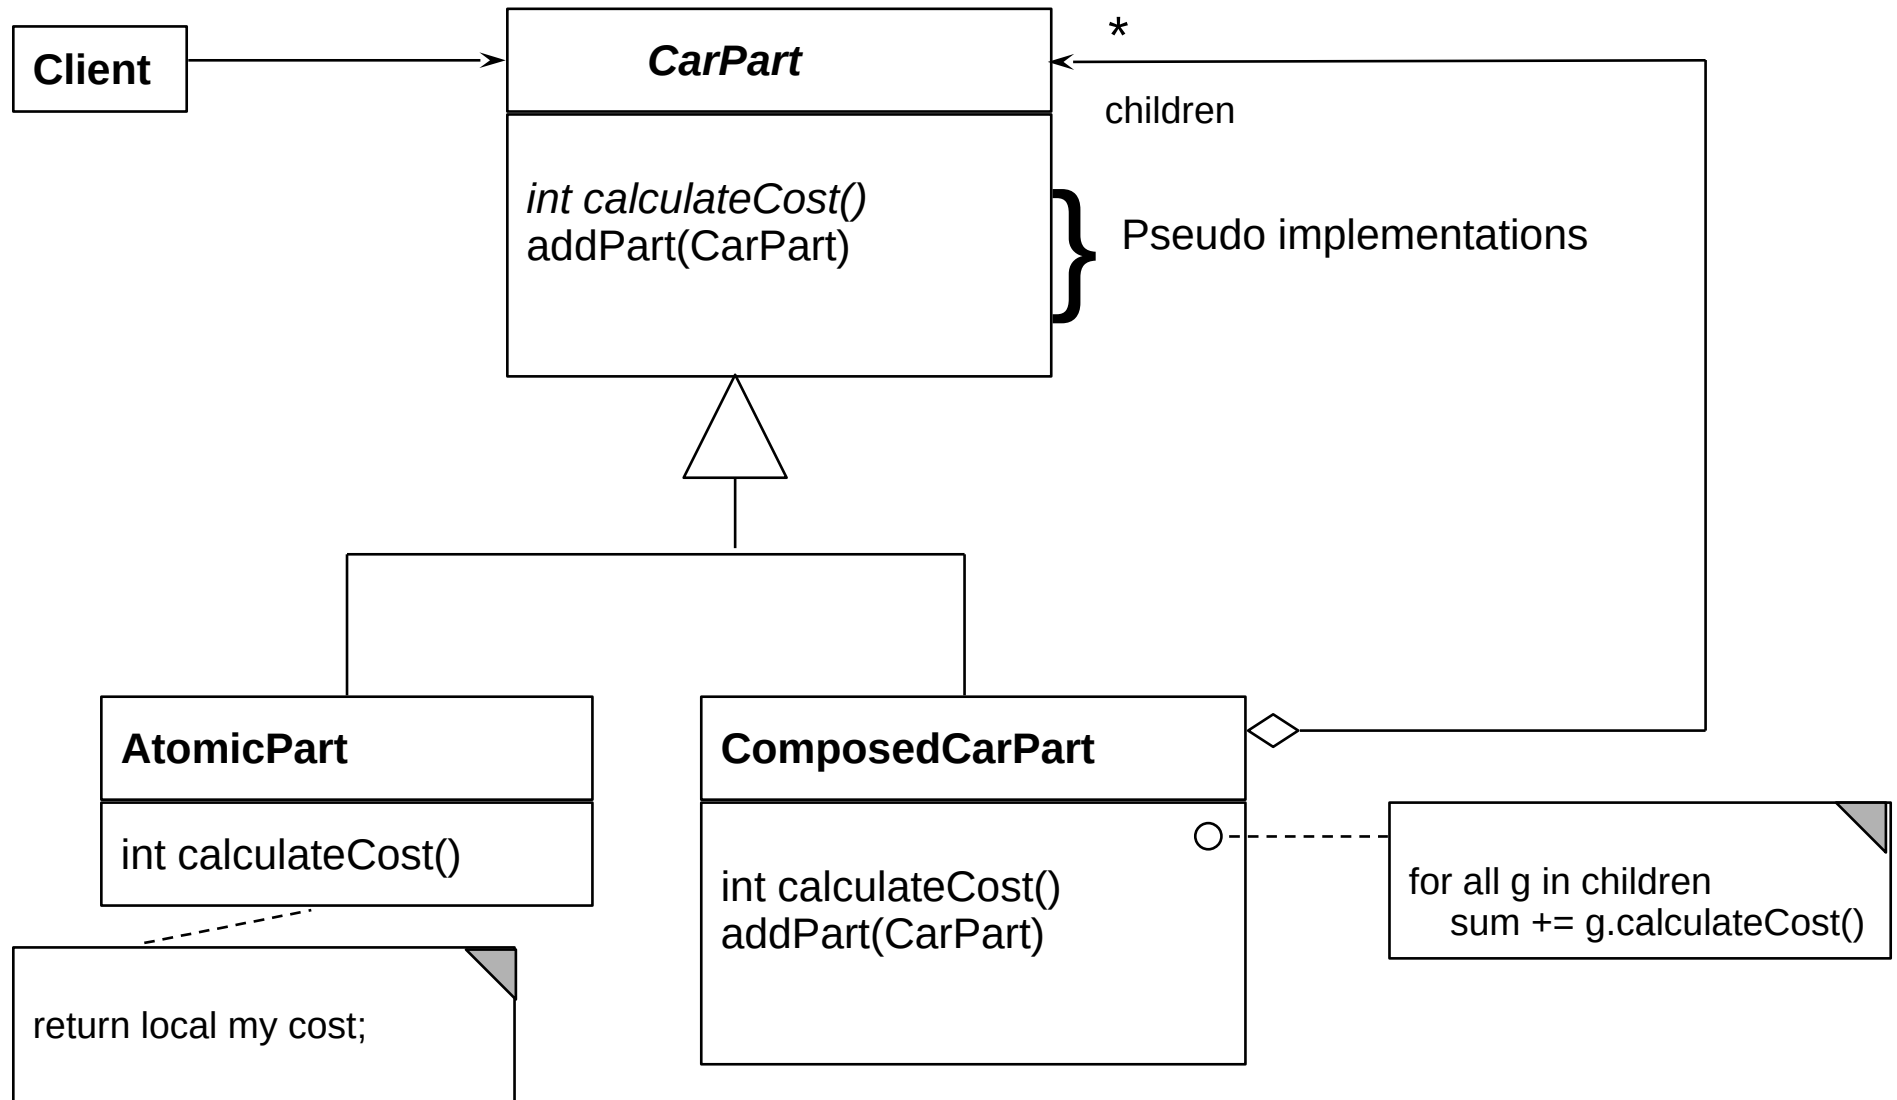 Client
CarPart
*
children
int calculateCost()
addPart(CarPart)
}
Pseudo implementations
AtomicPart
int calculateCost()
return local my cost;
ComposedCarPart
int calculateCost()
addPart(CarPart)
for all g in children
sum += g.calculateCost()